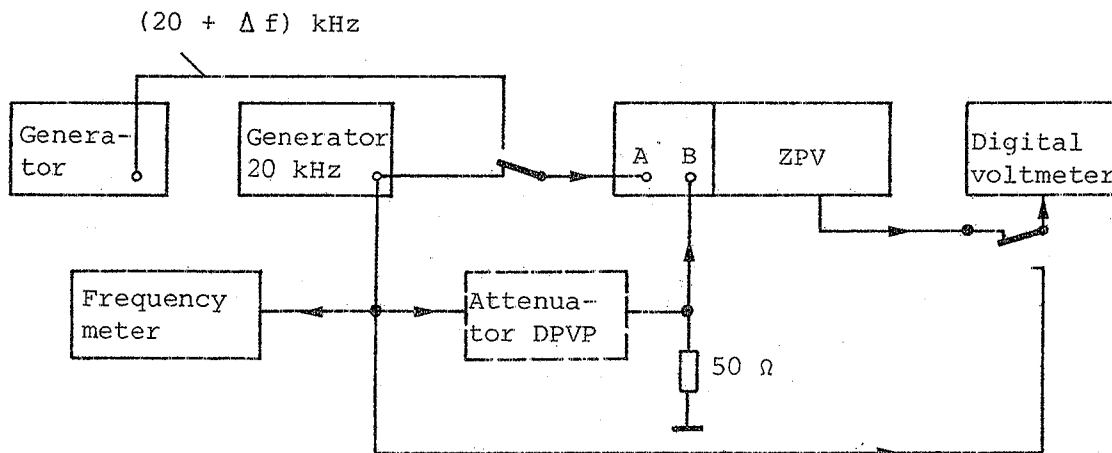 (20 + Δ f) kHz
Genera-
tor
Generator
20 kHz
A B
ZPV
Digital
voltmeter
Frequency
meter
Attenua-
tor DPVP
50 Ω